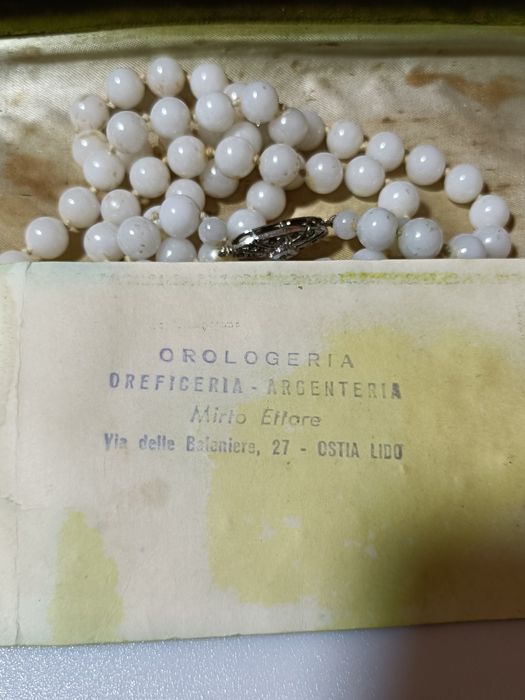 OROLOGERIA
OREFICERIA - ARGENTERIA
Mirto Ettore
Via delle Baleniere, 27 - OSTIA LIDO